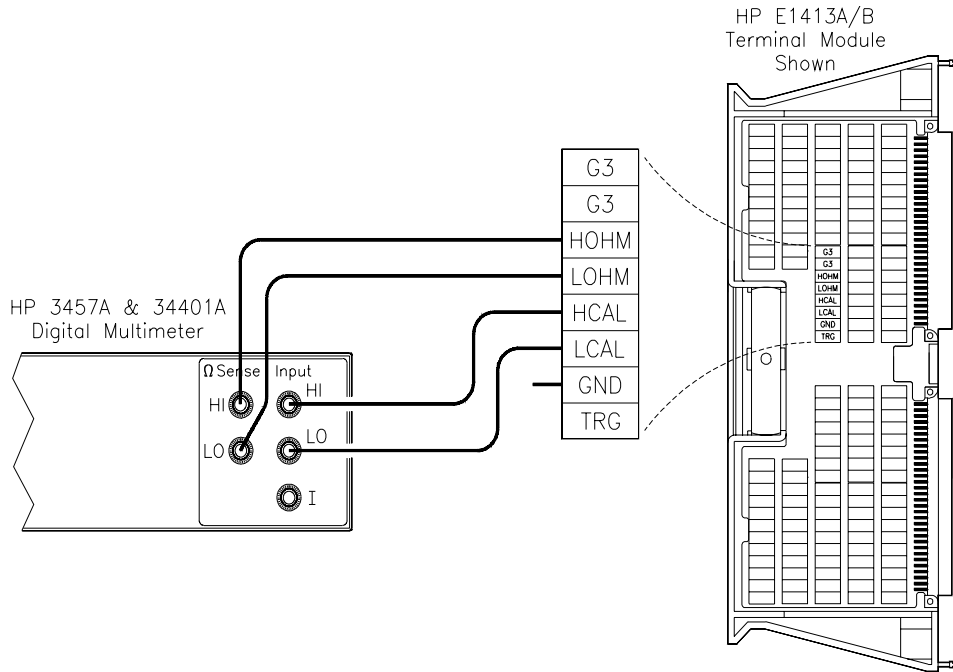 HP E1413A/B
Terminal Module
Shown
G3
G3
HOHM
LOHM
HCAL
LCAL
GND
TRG
G3
G3
HOHM
LOHM
HCAL
LCAL
GND
TRG
HP 3457A & 34401A
Digital Multimeter
Ω Sense Input
HI HI
LO LO
I